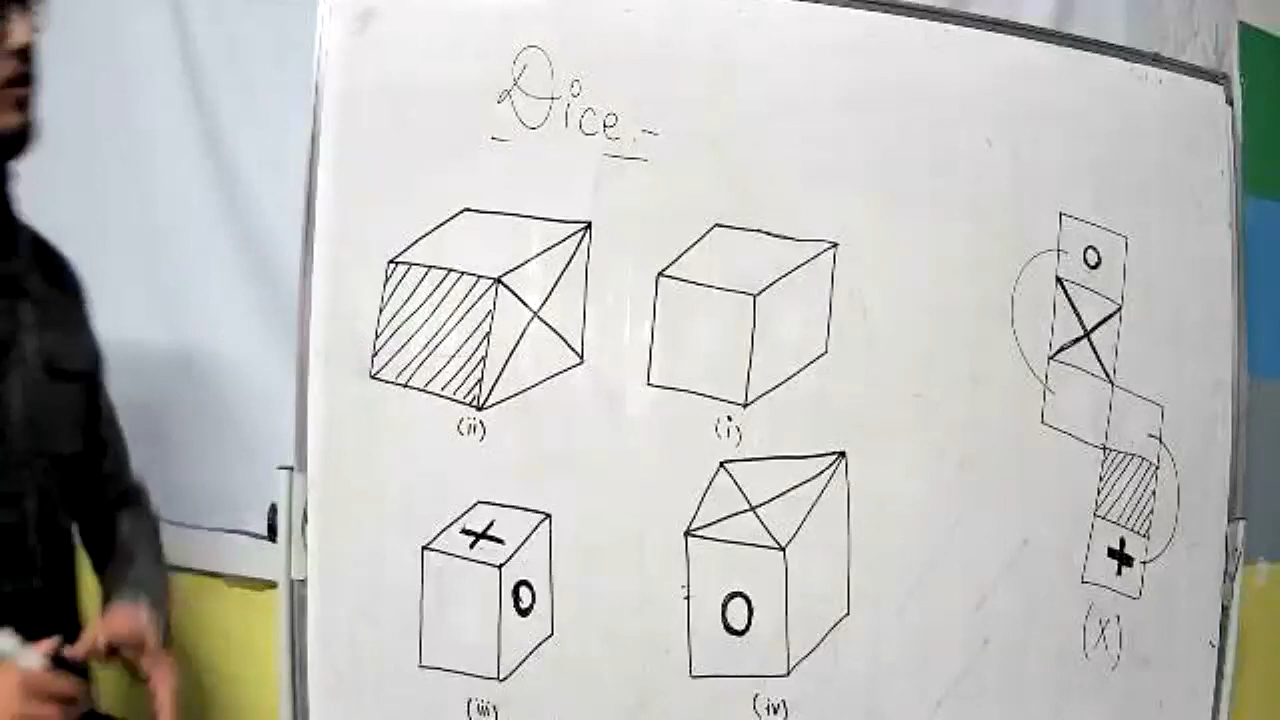 Dice :-
(ii) (i)
O
O
+
+ O
(iii) (iv)
(X)